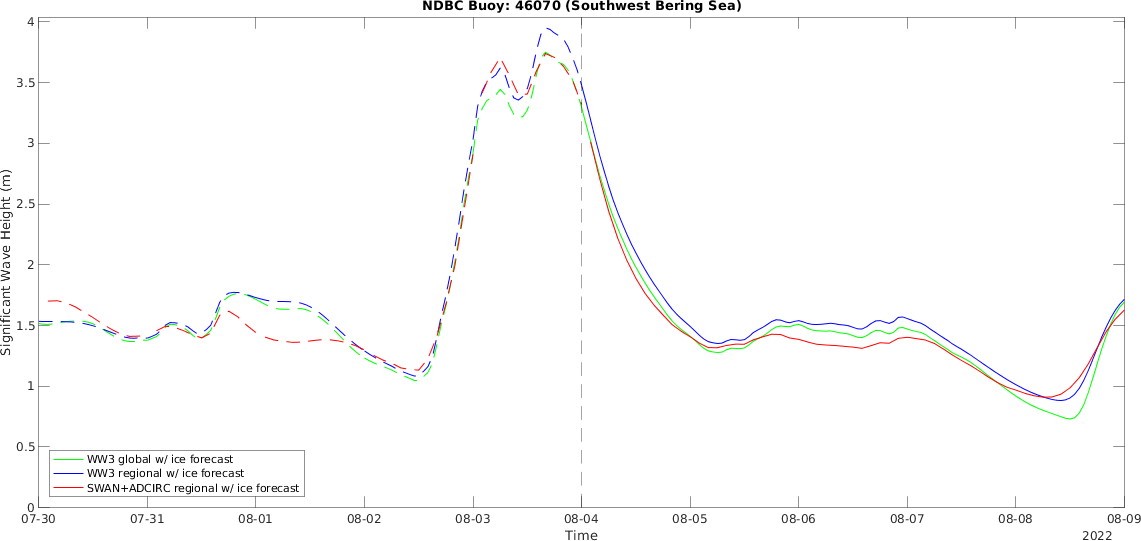 NDBC Buoy: 46070 (Southwest Bering Sea)
Significant Wave Height (m)
4
3.5
3
2.5
2
1.5
1
0.5
0
WW3 global w/ ice forecast
WW3 regional w/ ice forecast
SWAN+ADCIRC regional w/ ice forecast
07-30 07-31 08-01 08-02 08-03 08-04 08-05 08-06 08-07 08-08 08-09
Time
2022